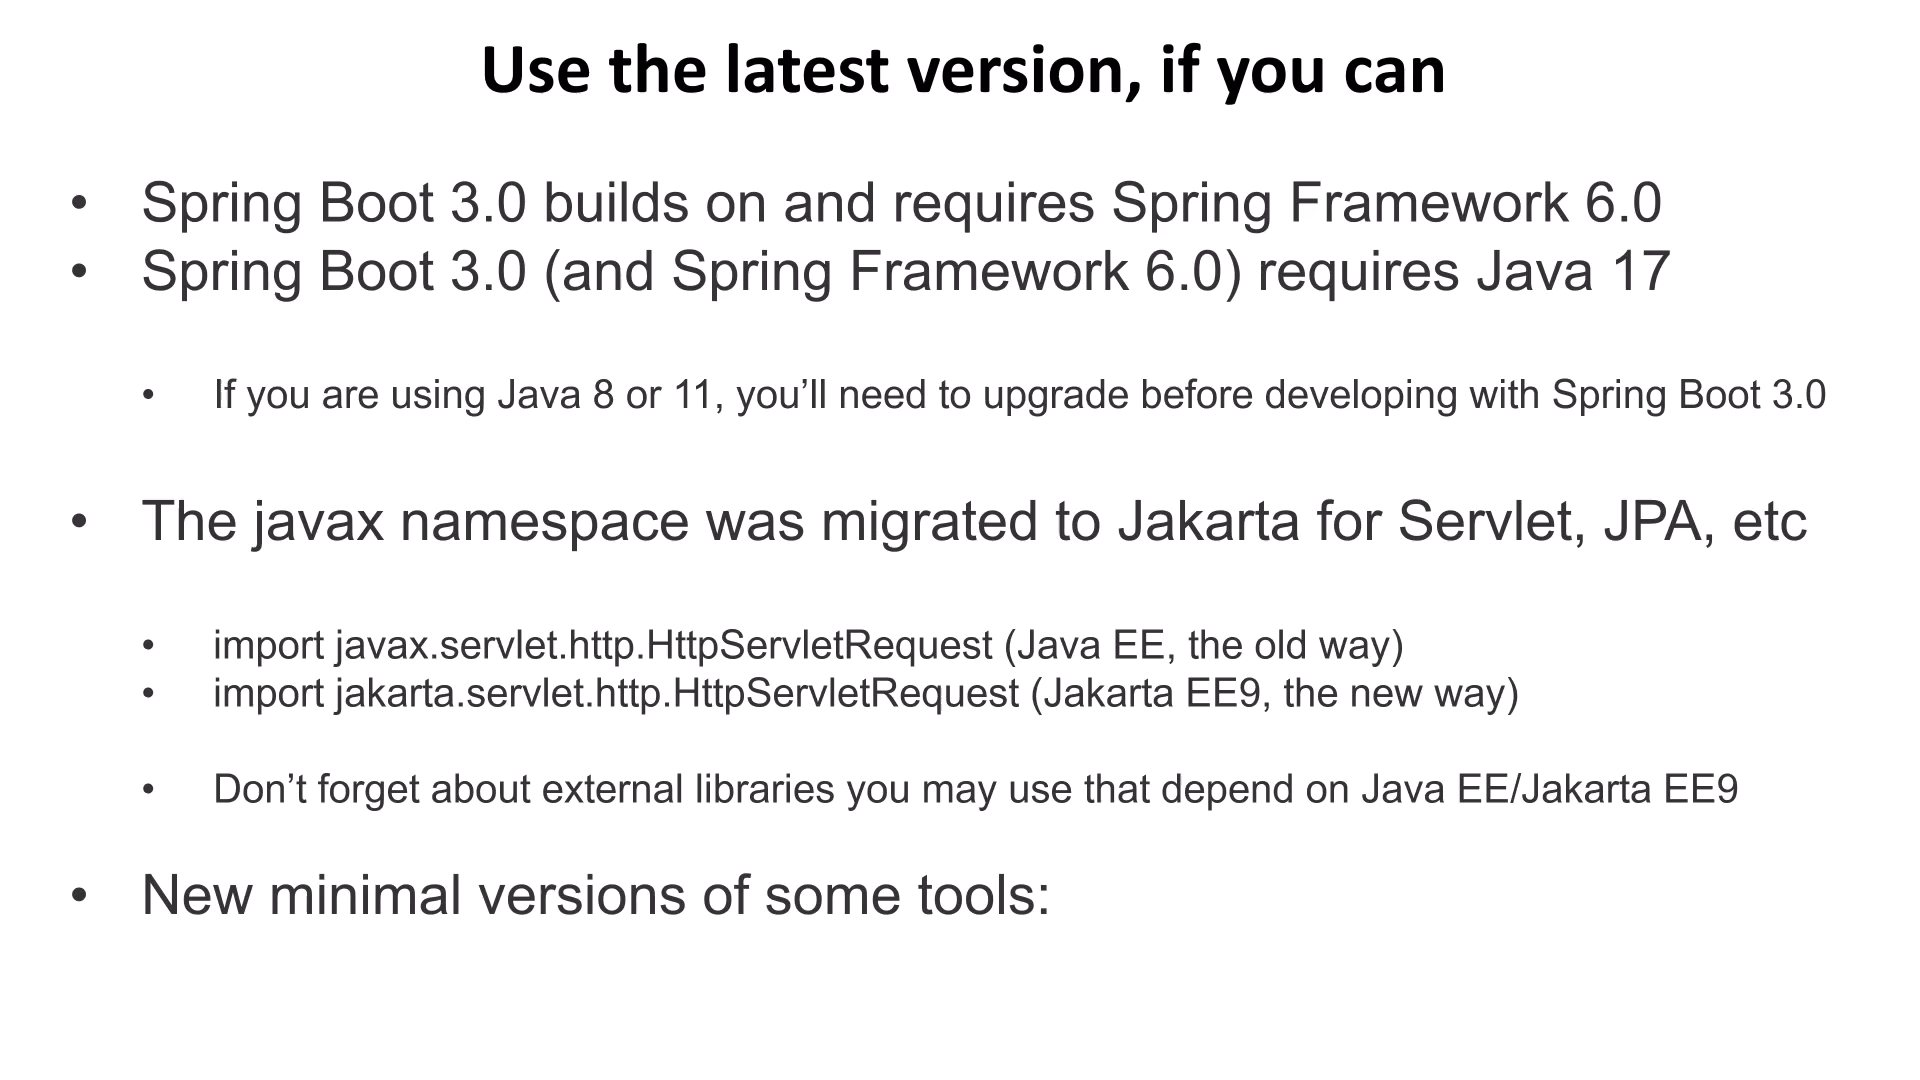 Use the latest version, if you can
• Spring Boot 3.0 builds on and requires Spring Framework 6.0
• Spring Boot 3.0 (and Spring Framework 6.0) requires Java 17
• If you are using Java 8 or 11, you’ll need to upgrade before developing with Spring Boot 3.0
• The javax namespace was migrated to Jakarta for Servlet, JPA, etc
• import javax.servlet.http.HttpServletRequest (Java EE, the old way)
• import jakarta.servlet.http.HttpServletRequest (Jakarta EE9, the new way)
• Don’t forget about external libraries you may use that depend on Java EE/Jakarta EE9
• New minimal versions of some tools: